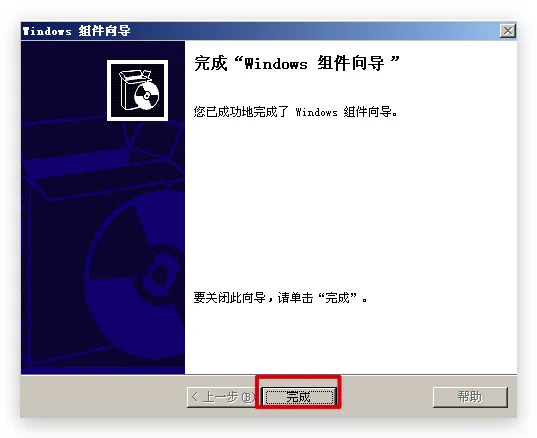 Windows 组件向导
完成“Windows 组件向导”
您已成功地完成了 Windows 组件向导。
要关闭此向导，请单击“完成”。
< 上一步(B)
完成
帮助